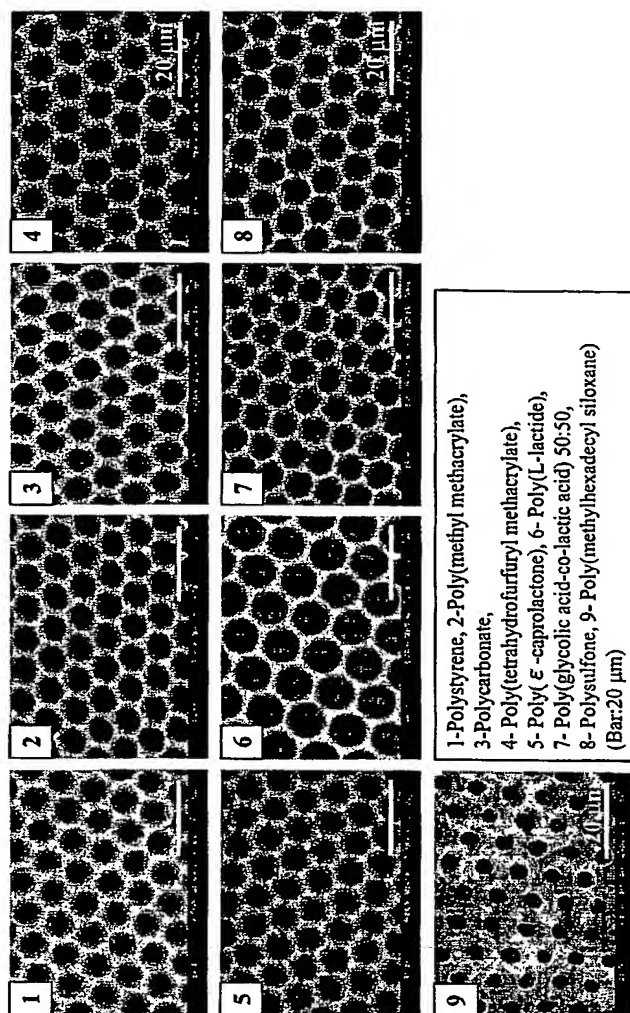 1
2
3
4
20 μm
5
6
7
8
20 μm
9
20 μm
1-Polystyrene, 2-Poly(methyl methacrylate),
3-Polycarbonate,
4- Poly(tetrahydrofurfuryl methacrylate),
5- Poly( ε -caprolactone), 6- Poly(L-lactide),
7- Poly(glycolic acid-co-lactic acid) 50:50,
8- Polysulfone, 9- Poly(methylhexadecyl siloxane)
(Bar:20 μm)